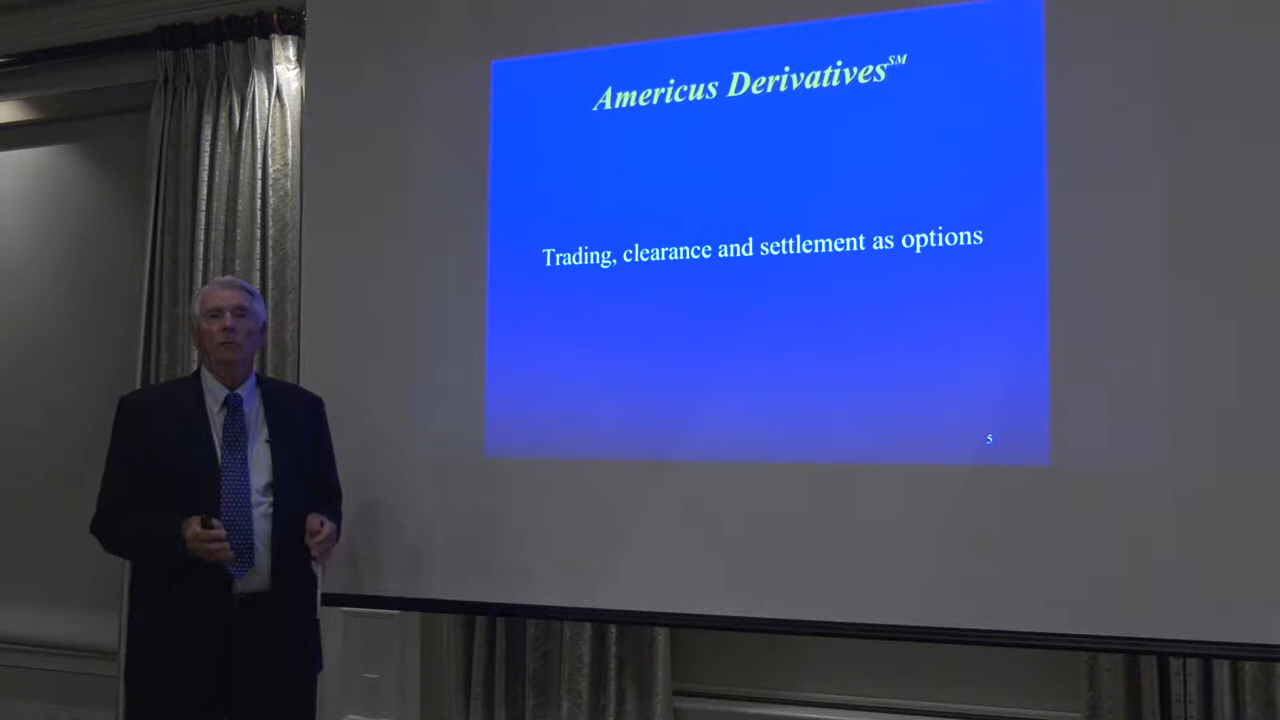 Americus Derivatives℠
Trading, clearance and settlement as options
5